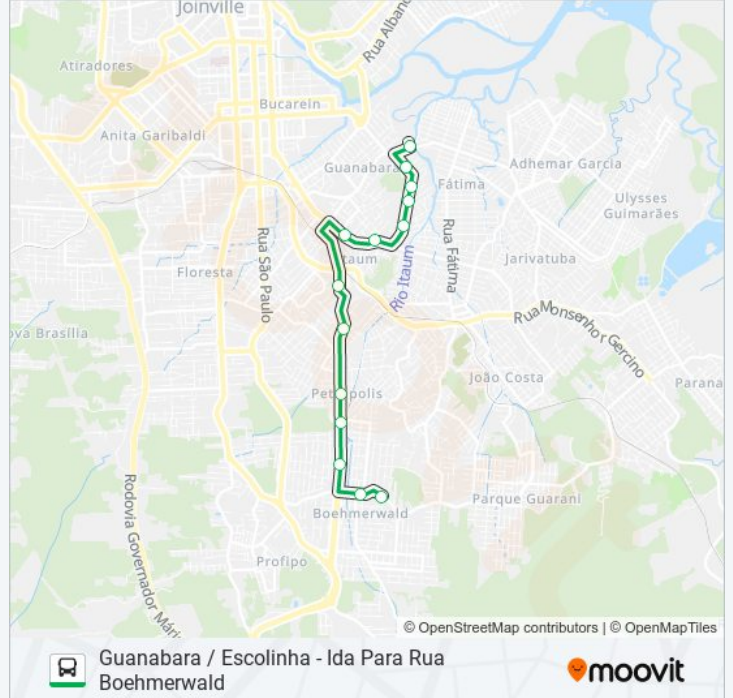 Joinville
Rua Albano
Atiradores
Bucarein
Anita Garibaldi
Guanabara
Adhemar Garcia
Fátima
Ulysses
Guimarães
Rua São Paulo
Rua Fátima
Itaum
Jarivatuba
Floresta
Rio Itaum
Rua Monsenhor Gercino
ova Brasília
João Costa
Parana
Petrópolis
Rodovia Governador Mári
Parque Guarani
Boehmerwald
Profipo
© OpenStreetMap contributors | © OpenMapTiles
Guanabara / Escolinha - Ida Para Rua
Boehmerwald
moovit